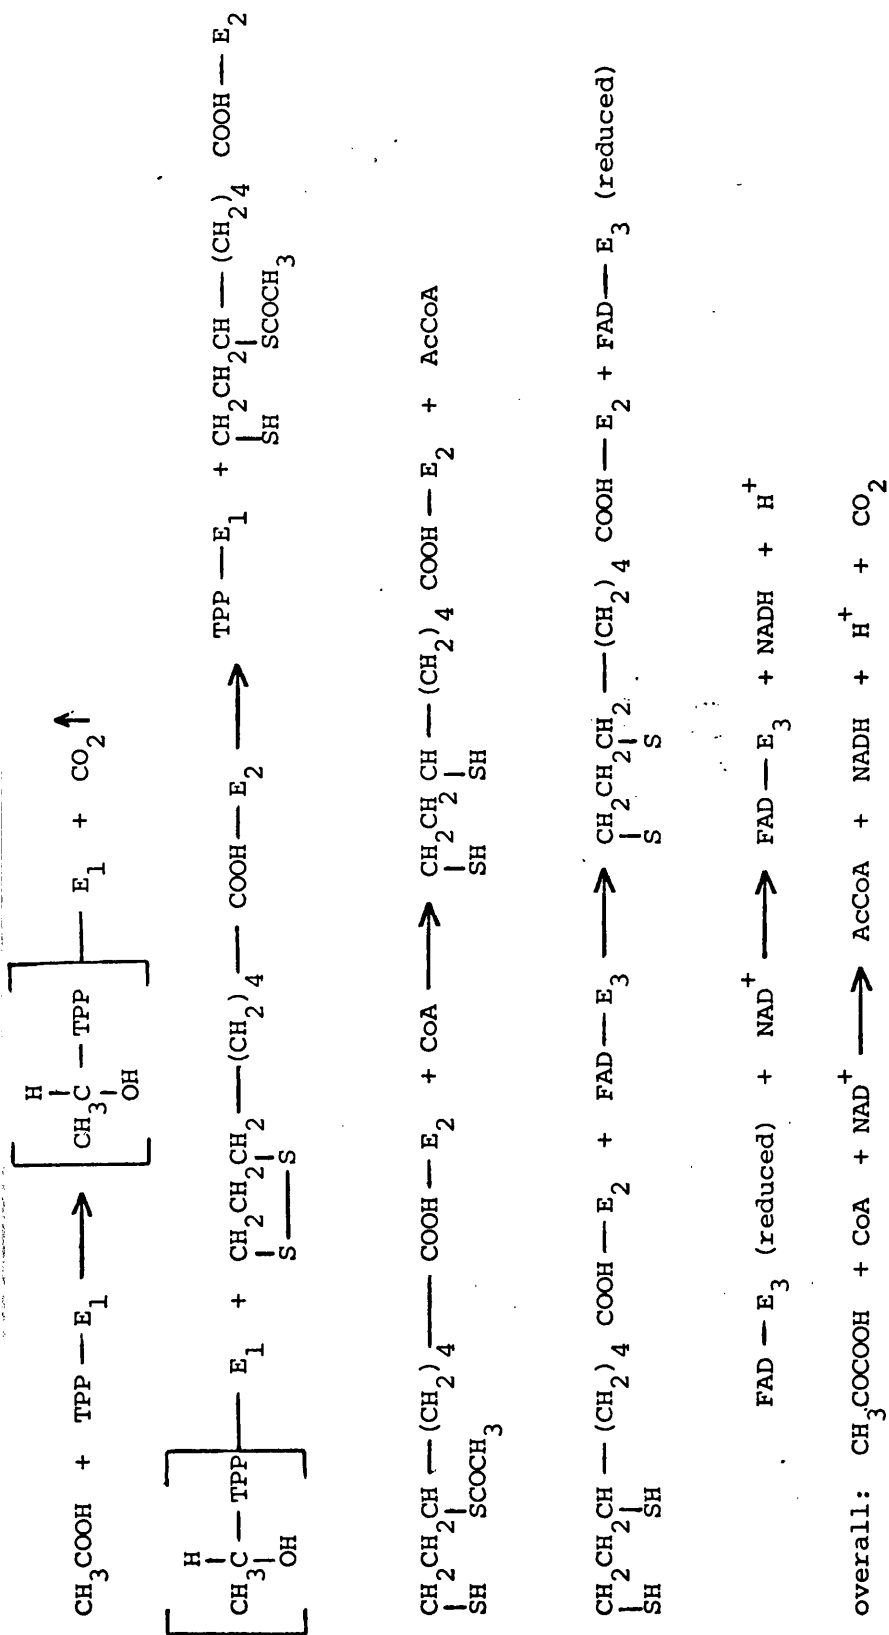 CH3COOH + TPP — E1 ⟶ [CH3C(H)(OH) — TPP] — E1 + CO2 ↑
[CH3C(H)(OH) — TPP] — E1 + CH2CH2CH2 — (CH2)4 — COOH — E2 ⟶ TPP — E1 + CH2CH2CH — (CH2)4 COOH — E2
S S SH SCOCH3
CH2CH2CH — (CH2)4 — COOH — E2 + CoA ⟶ CH2CH2 CH — (CH2)4 COOH — E2 + AcCoA
SH SCOCH3 SH SH
CH2CH2CH — (CH2)4 COOH — E2 + FAD — E3 ⟶ CH2CH2CH2 — (CH2)4 COOH — E2 + FAD — E3 (reduced)
SH SH S S
FAD — E3 (reduced) + NAD+ ⟶ FAD — E3 + NADH + H+
overall: CH3COCOOH + CoA + NAD+ ⟶ AcCoA + NADH + H+ + CO2